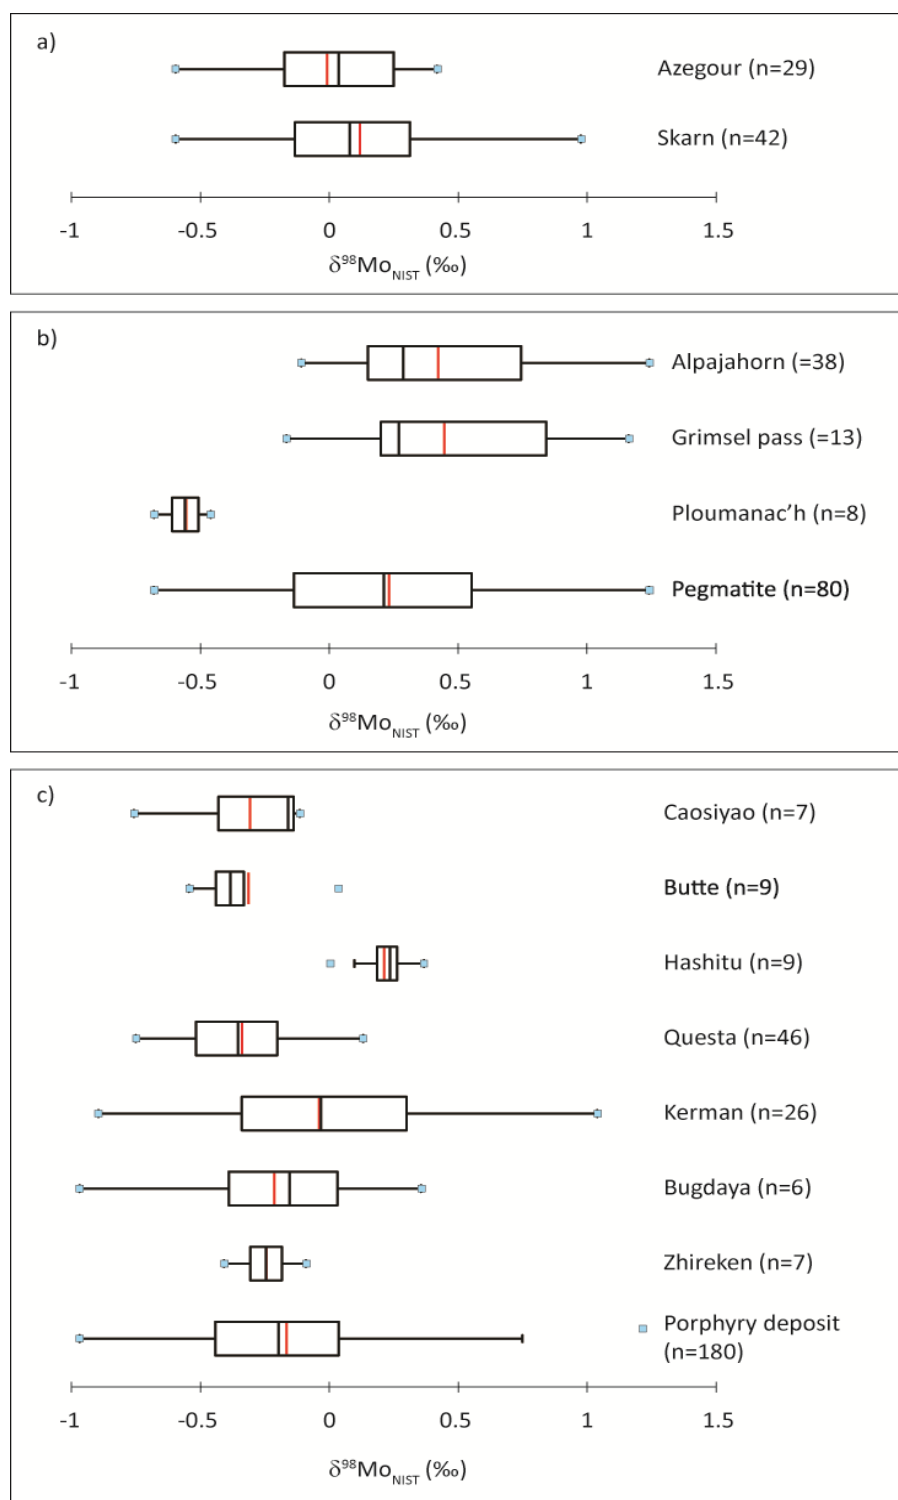 a)
Azegour (n=29)
Skarn (n=42)
-1 -0.5 0 0.5 1 1.5
δ⁹⁸Mo_NIST (‰)
b)
Alpajahorn (=38)
Grimsel pass (=13)
Ploumanac’h (n=8)
Pegmatite (n=80)
-1 -0.5 0 0.5 1 1.5
δ⁹⁸Mo_NIST (‰)
c)
Caosiyao (n=7)
Butte (n=9)
Hashitu (n=9)
Questa (n=46)
Kerman (n=26)
Bugdaya (n=6)
Zhireken (n=7)
Porphyry deposit
(n=180)
-1 -0.5 0 0.5 1 1.5
δ⁹⁸Mo_NIST (‰)